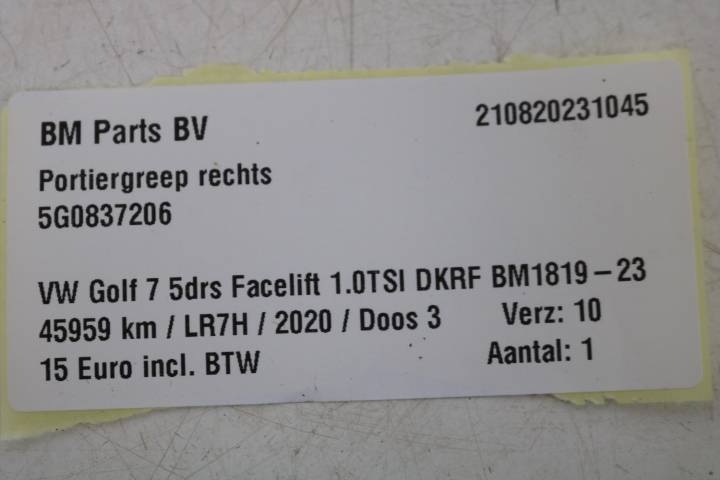 BM Parts BV 210820231045
Portiergreep rechts
5G0837206
VW Golf 7 5drs Facelift 1.0TSI DKRF BM1819-23
45959 km / LR7H / 2020 / Doos 3 Verz: 10
15 Euro incl. BTW Aantal: 1